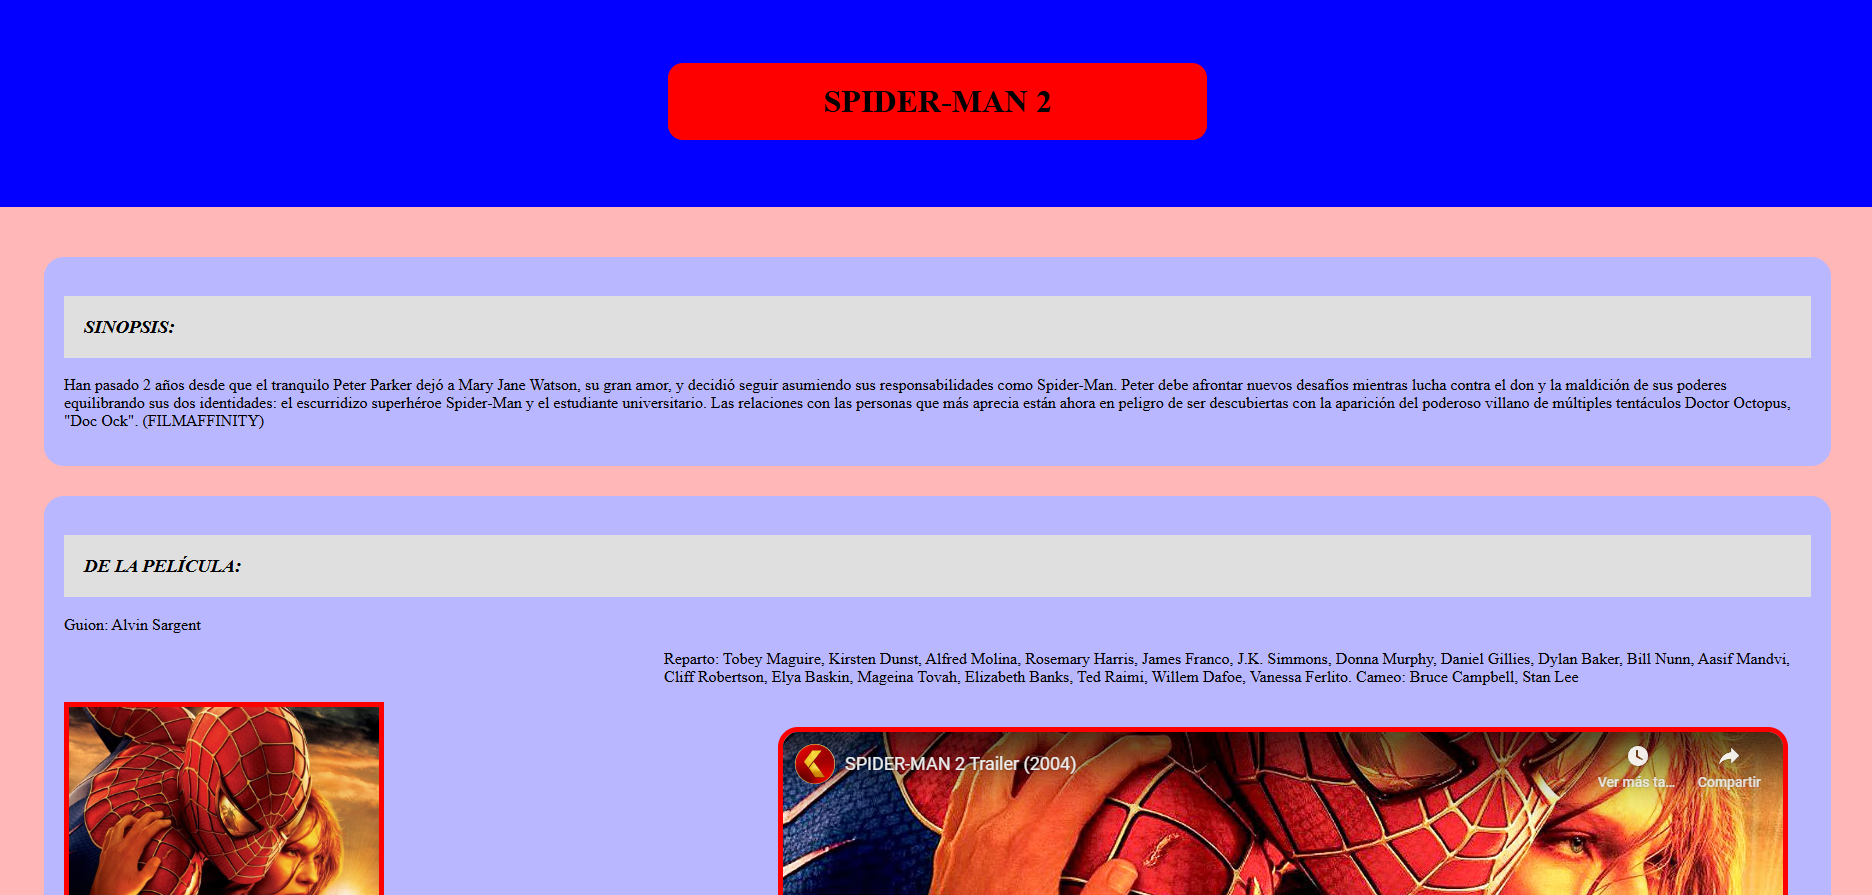 SPIDER-MAN 2
SINOPSIS:
Han pasado 2 años desde que el tranquilo Peter Parker dejó a Mary Jane Watson, su gran amor, y decidió seguir asumiendo sus responsabilidades como Spider-Man. Peter debe afrontar nuevos desafíos mientras lucha contra el don y la maldición de sus poderes
equilibrando sus dos identidades: el escurridizo superhéroe Spider-Man y el estudiante universitario. Las relaciones con las personas que más aprecia están ahora en peligro de ser descubiertas con la aparición del poderoso villano de múltiples tentáculos Doctor Octopus,
"Doc Ock". (FILMAFFINITY)
DE LA PELÍCULA:
Guion: Alvin Sargent
Reparto: Tobey Maguire, Kirsten Dunst, Alfred Molina, Rosemary Harris, James Franco, J.K. Simmons, Donna Murphy, Daniel Gillies, Dylan Baker, Bill Nunn, Aasif Mandvi,
Cliff Robertson, Elya Baskin, Mageina Tovah, Elizabeth Banks, Ted Raimi, Willem Dafoe, Vanessa Ferlito. Cameo: Bruce Campbell, Stan Lee
SPIDER-MAN 2 Trailer (2004)
Ver más ta...
Compartir